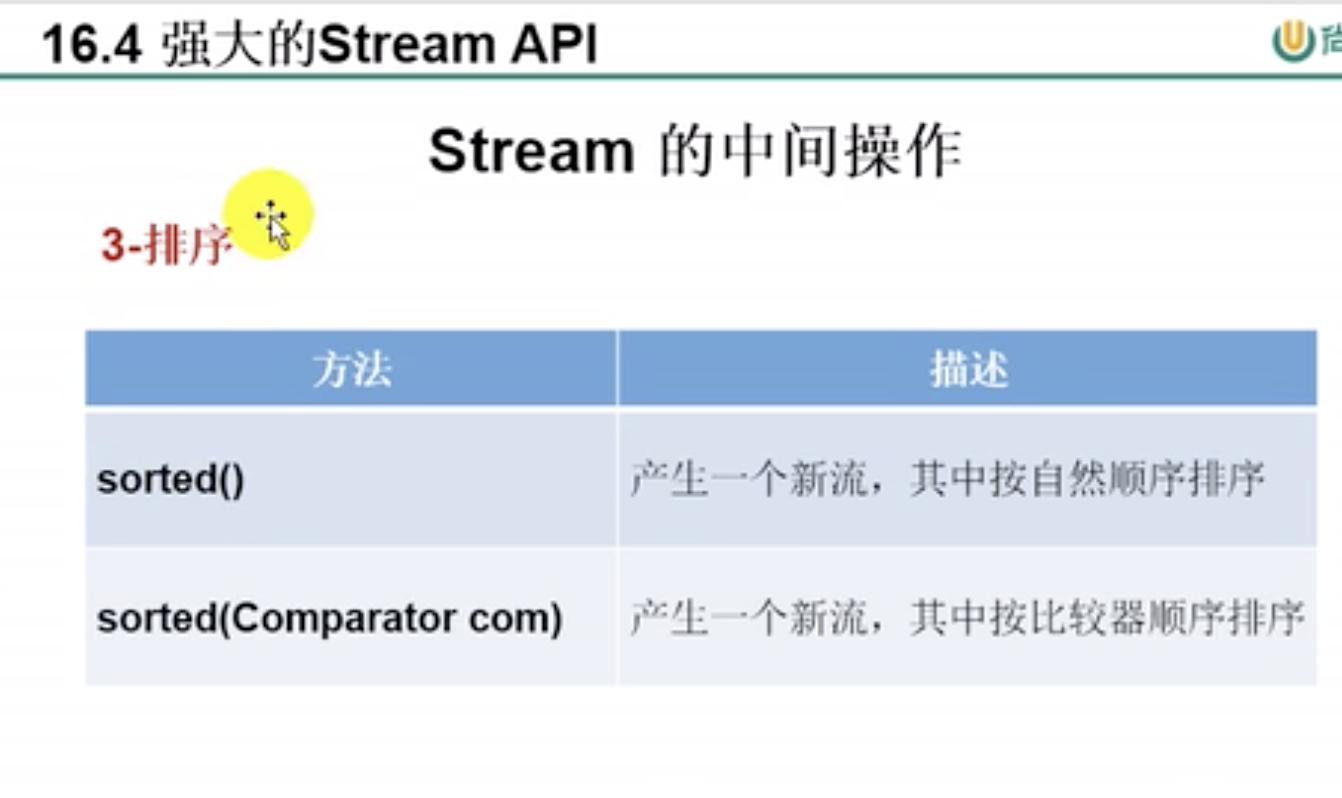 16.4 强大的Stream API
尚
Stream 的中间操作
3-排序
方法 描述
sorted() 产生一个新流，其中按自然顺序排序
sorted(Comparator com) 产生一个新流，其中按比较器顺序排序